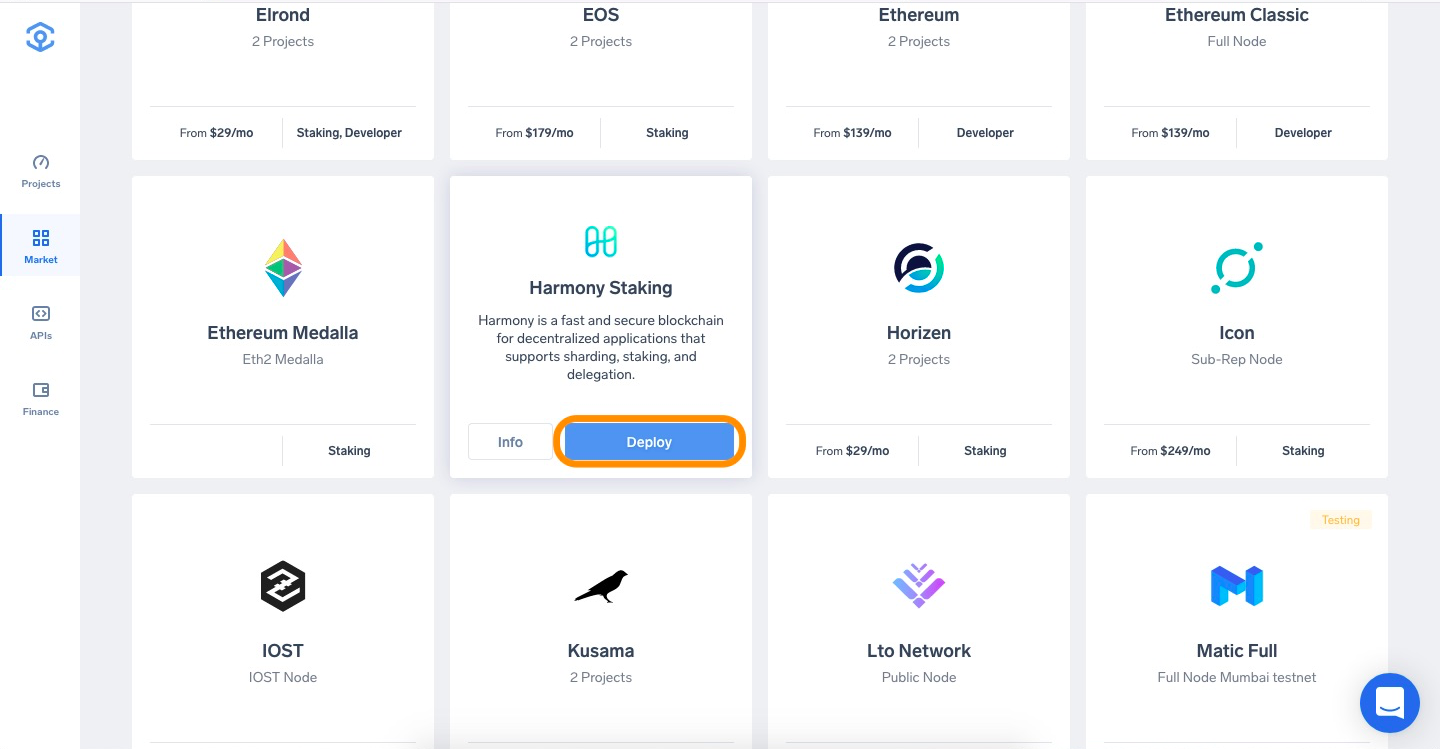 Elrond
2 Projects
From $29/mo
Staking, Developer
EOS
2 Projects
From $179/mo
Staking
Ethereum
2 Projects
From $139/mo
Developer
Ethereum Classic
Full Node
From $139/mo
Developer
Projects
Market
APIs
Finance
Ethereum Medalla
Eth2 Medalla
Staking
Harmony Staking
Harmony is a fast and secure blockchain
for decentralized applications that
supports sharding, staking, and
delegation.
Info
Deploy
Horizen
2 Projects
From $29/mo
Staking
Icon
Sub-Rep Node
From $249/mo
Staking
IOST
IOST Node
Kusama
2 Projects
Lto Network
Public Node
Testing
Matic Full
Full Node Mumbai testnet